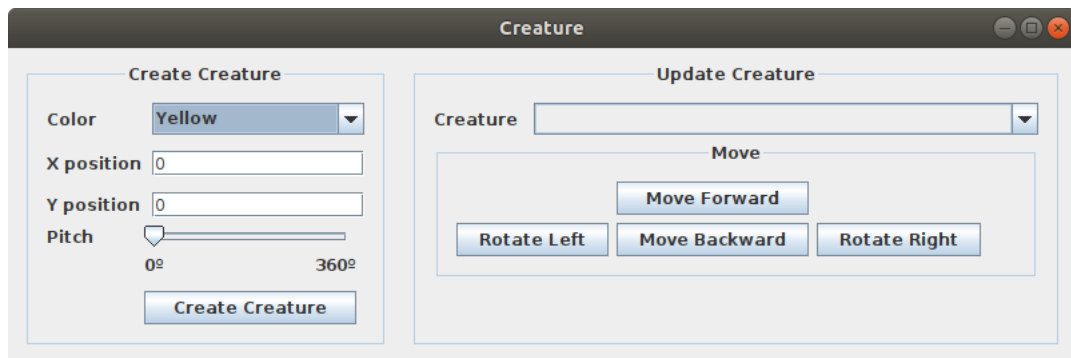 Creature
Create Creature
Color Yellow
X position 0
Y position 0
Pitch
0º 360º
Create Creature
Update Creature
Creature
Move
Move Forward
Rotate Left Move Backward Rotate Right